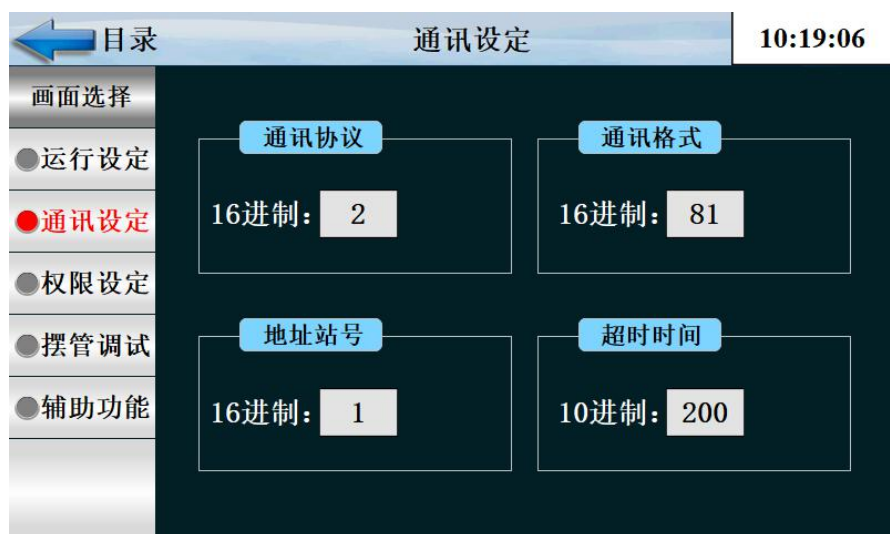 目录
通讯设定
10:19:06
画面选择
运行设定
通讯设定
权限设定
摆管调试
辅助功能
通讯协议
16进制： 2
通讯格式
16进制： 81
地址站号
16进制： 1
超时时间
10进制： 200